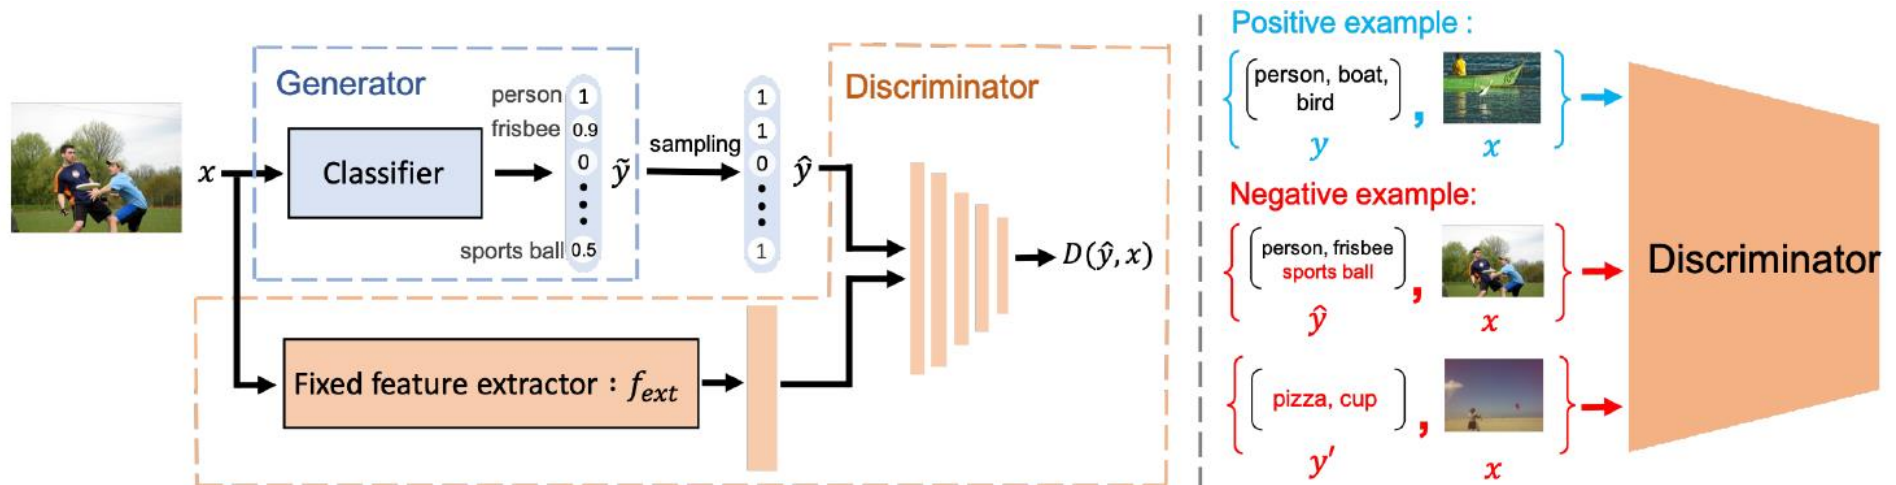 Generator
Discriminator
x
Classifier
person
frisbee
sports ball
1
0.9
0
0.5
ỹ
sampling
1
1
0
1
ŷ
D(ŷ, x)
Fixed feature extractor : f_ext
Positive example :
{ ( person, boat,
bird ) , }
y
x
Negative example:
{ ( person, frisbee
sports ball ) , }
ŷ
x
{ ( pizza, cup ) , }
y′
x
Discriminator